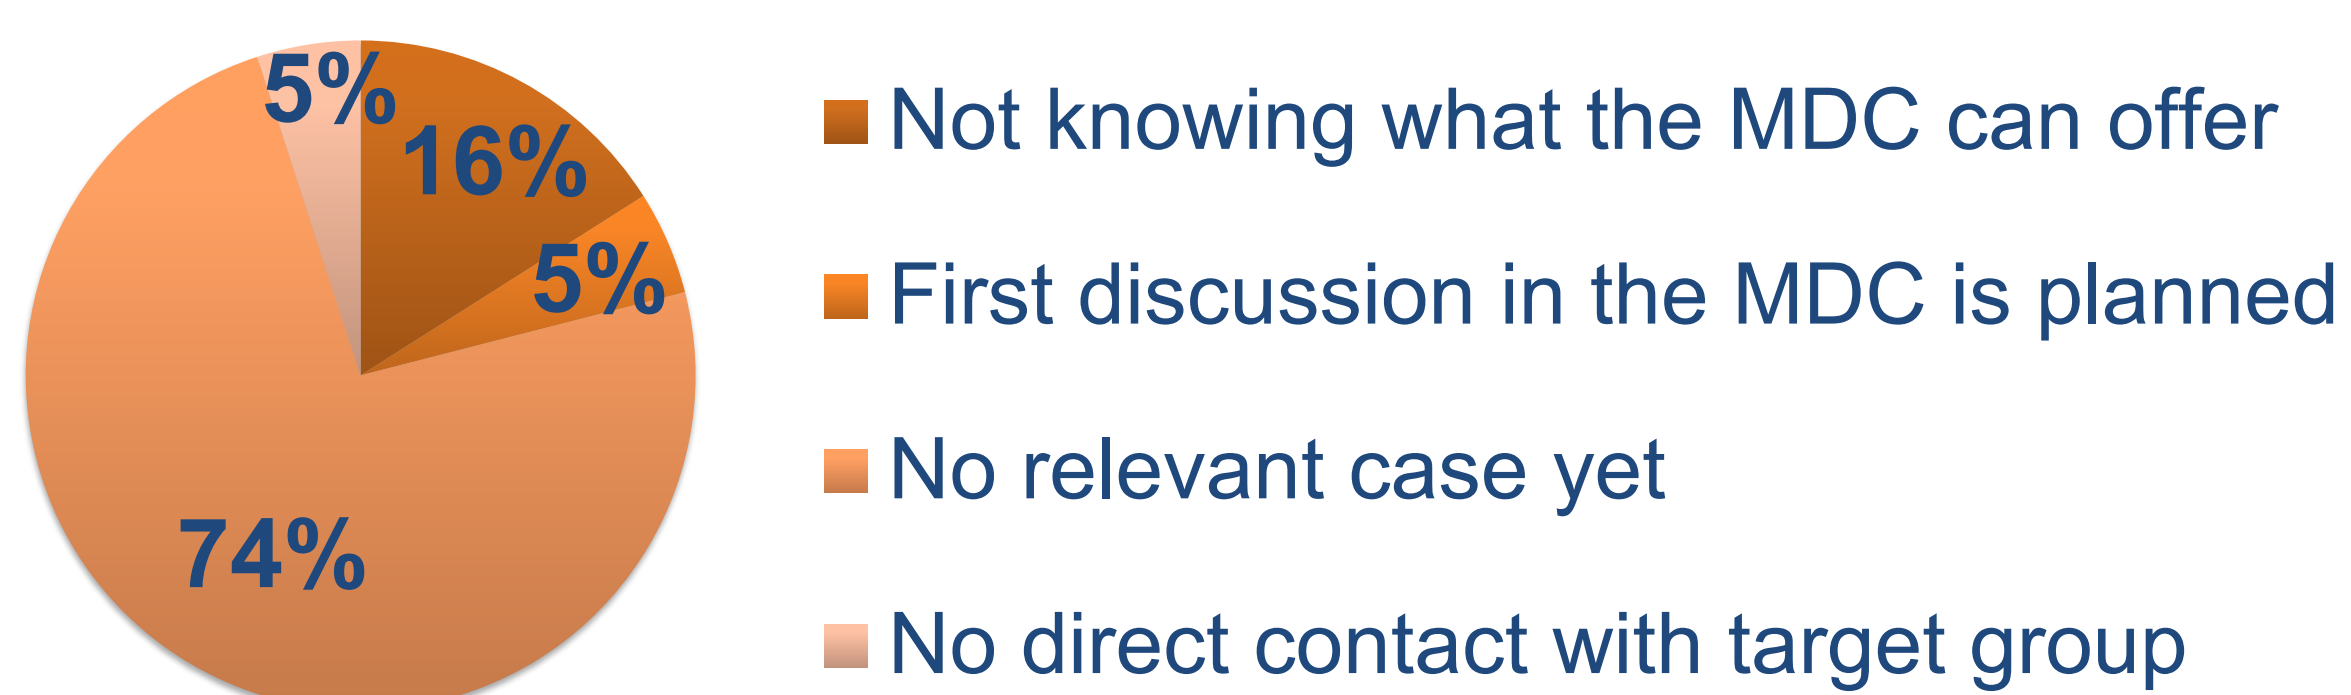 5%
16%
5%
74%
Not knowing what the MDC can offer
First discussion in the MDC is planned
No relevant case yet
No direct contact with target group